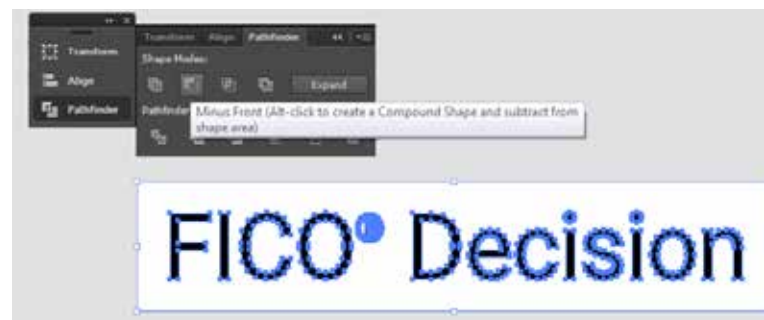 Transform Align Pathfinder
Transform
Shape Modes:
Align
Expand
Pathfinder
Pathfinder
Minus Front (Alt-click to create a Compound Shape and subtract from
shape area)
FICO® Decision